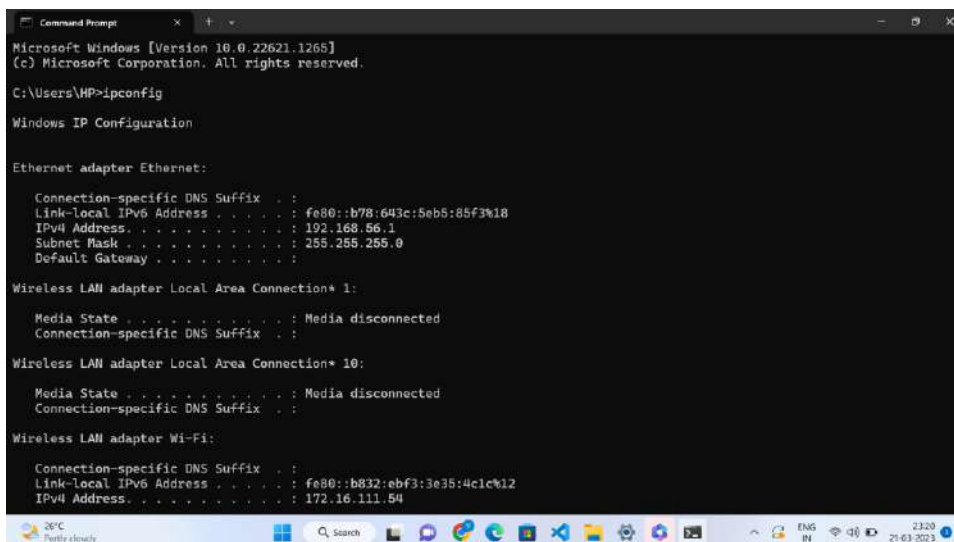 Command Prompt
Microsoft Windows [Version 10.0.22621.1265]
(c) Microsoft Corporation. All rights reserved.
C:\Users\HP>ipconfig
Windows IP Configuration
Ethernet adapter Ethernet:
Connection-specific DNS Suffix . :
Link-local IPv6 Address . . . . . : fe80::b78:643c:5eb5:85f3%18
IPv4 Address. . . . . . . . . . . : 192.168.56.1
Subnet Mask . . . . . . . . . . . : 255.255.255.0
Default Gateway . . . . . . . . . :
Wireless LAN adapter Local Area Connection* 1:
Media State . . . . . . . . . . . : Media disconnected
Connection-specific DNS Suffix . :
Wireless LAN adapter Local Area Connection* 10:
Media State . . . . . . . . . . . : Media disconnected
Connection-specific DNS Suffix . :
Wireless LAN adapter Wi-Fi:
Connection-specific DNS Suffix . :
Link-local IPv6 Address . . . . . : fe80::b832:ebf3:3e35:4c1c%12
IPv4 Address. . . . . . . . . . . : 172.16.111.54
26°C
Partly cloudy
Search
ENG
IN
23:20
21-03-2023